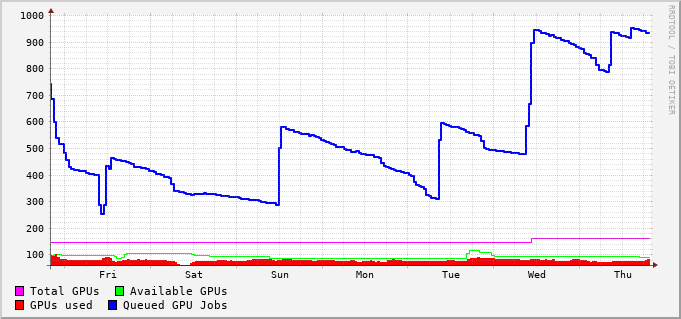 1000
900
800
700
600
500
400
300
200
100
Fri Sat Sun Mon Tue Wed Thu
Total GPUs Available GPUs
GPUs used Queued GPU Jobs
RRDTOOL / TOBI OETIKER